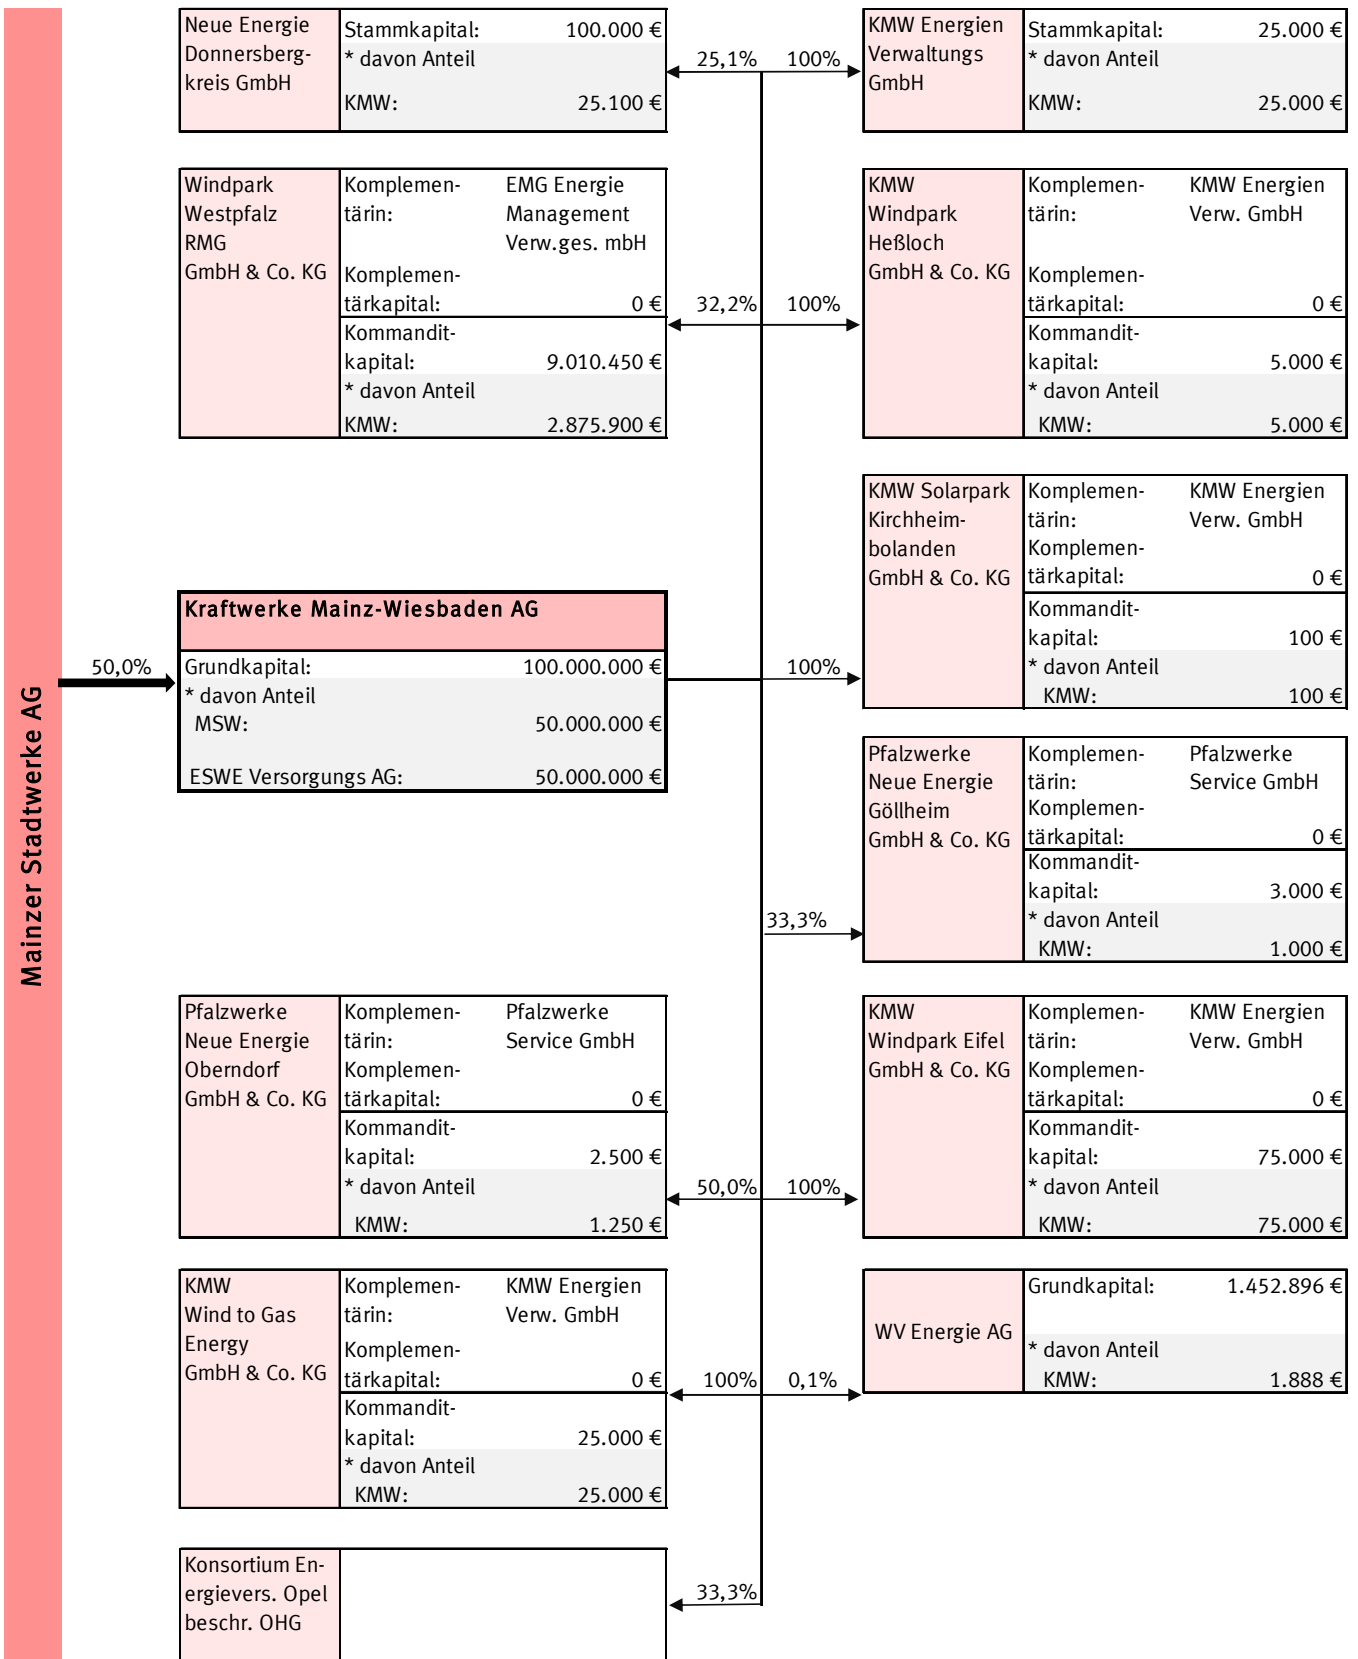 Mainzer Stadtwerke AG
Neue Energie
Donnersberg-
kreis GmbH
Stammkapital: 100.000 €
* davon Anteil
KMW: 25.100 €
25,1% 100%
KMW Energien
Verwaltungs
GmbH
Stammkapital: 25.000 €
* davon Anteil
KMW: 25.000 €
Windpark
Westpfalz
RMG
GmbH & Co. KG
Komplemen- EMG Energie
tärin: Management
Verw.ges. mbH
Komplemen-
tärkapital: 0 €
Kommandit-
kapital: 9.010.450 €
* davon Anteil
KMW: 2.875.900 €
32,2% 100%
KMW
Windpark
Heßloch
GmbH & Co. KG
Komplemen- KMW Energien
tärin: Verw. GmbH
Komplemen-
tärkapital: 0 €
Kommandit-
kapital: 5.000 €
* davon Anteil
KMW: 5.000 €
KMW Solarpark
Kirchheim-
bolanden
GmbH & Co. KG
Komplemen- KMW Energien
tärin: Verw. GmbH
Komplemen-
tärkapital: 0 €
Kommandit-
kapital: 100 €
* davon Anteil
KMW: 100 €
50,0%
Kraftwerke Mainz-Wiesbaden AG
Grundkapital: 100.000.000 €
* davon Anteil
MSW: 50.000.000 €
ESWE Versorgungs AG: 50.000.000 €
100%
Pfalzwerke
Neue Energie
Göllheim
GmbH & Co. KG
Komplemen- Pfalzwerke
tärin: Service GmbH
Komplemen-
tärkapital: 0 €
Kommandit-
kapital: 3.000 €
* davon Anteil
KMW: 1.000 €
33,3%
Pfalzwerke
Neue Energie
Oberndorf
GmbH & Co. KG
Komplemen- Pfalzwerke
tärin: Service GmbH
Komplemen-
tärkapital: 0 €
Kommandit-
kapital: 2.500 €
* davon Anteil
KMW: 1.250 €
50,0% 100%
KMW
Windpark Eifel
GmbH & Co. KG
Komplemen- KMW Energien
tärin: Verw. GmbH
Komplemen-
tärkapital: 0 €
Kommandit-
kapital: 75.000 €
* davon Anteil
KMW: 75.000 €
KMW
Wind to Gas
Energy
GmbH & Co. KG
Komplemen- KMW Energien
tärin: Verw. GmbH
Komplemen-
tärkapital: 0 €
Kommandit-
kapital: 25.000 €
* davon Anteil
KMW: 25.000 €
100% 0,1%
WV Energie AG
Grundkapital: 1.452.896 €
* davon Anteil
KMW: 1.888 €
Konsortium En-
ergievers. Opel
beschr. OHG
33,3%